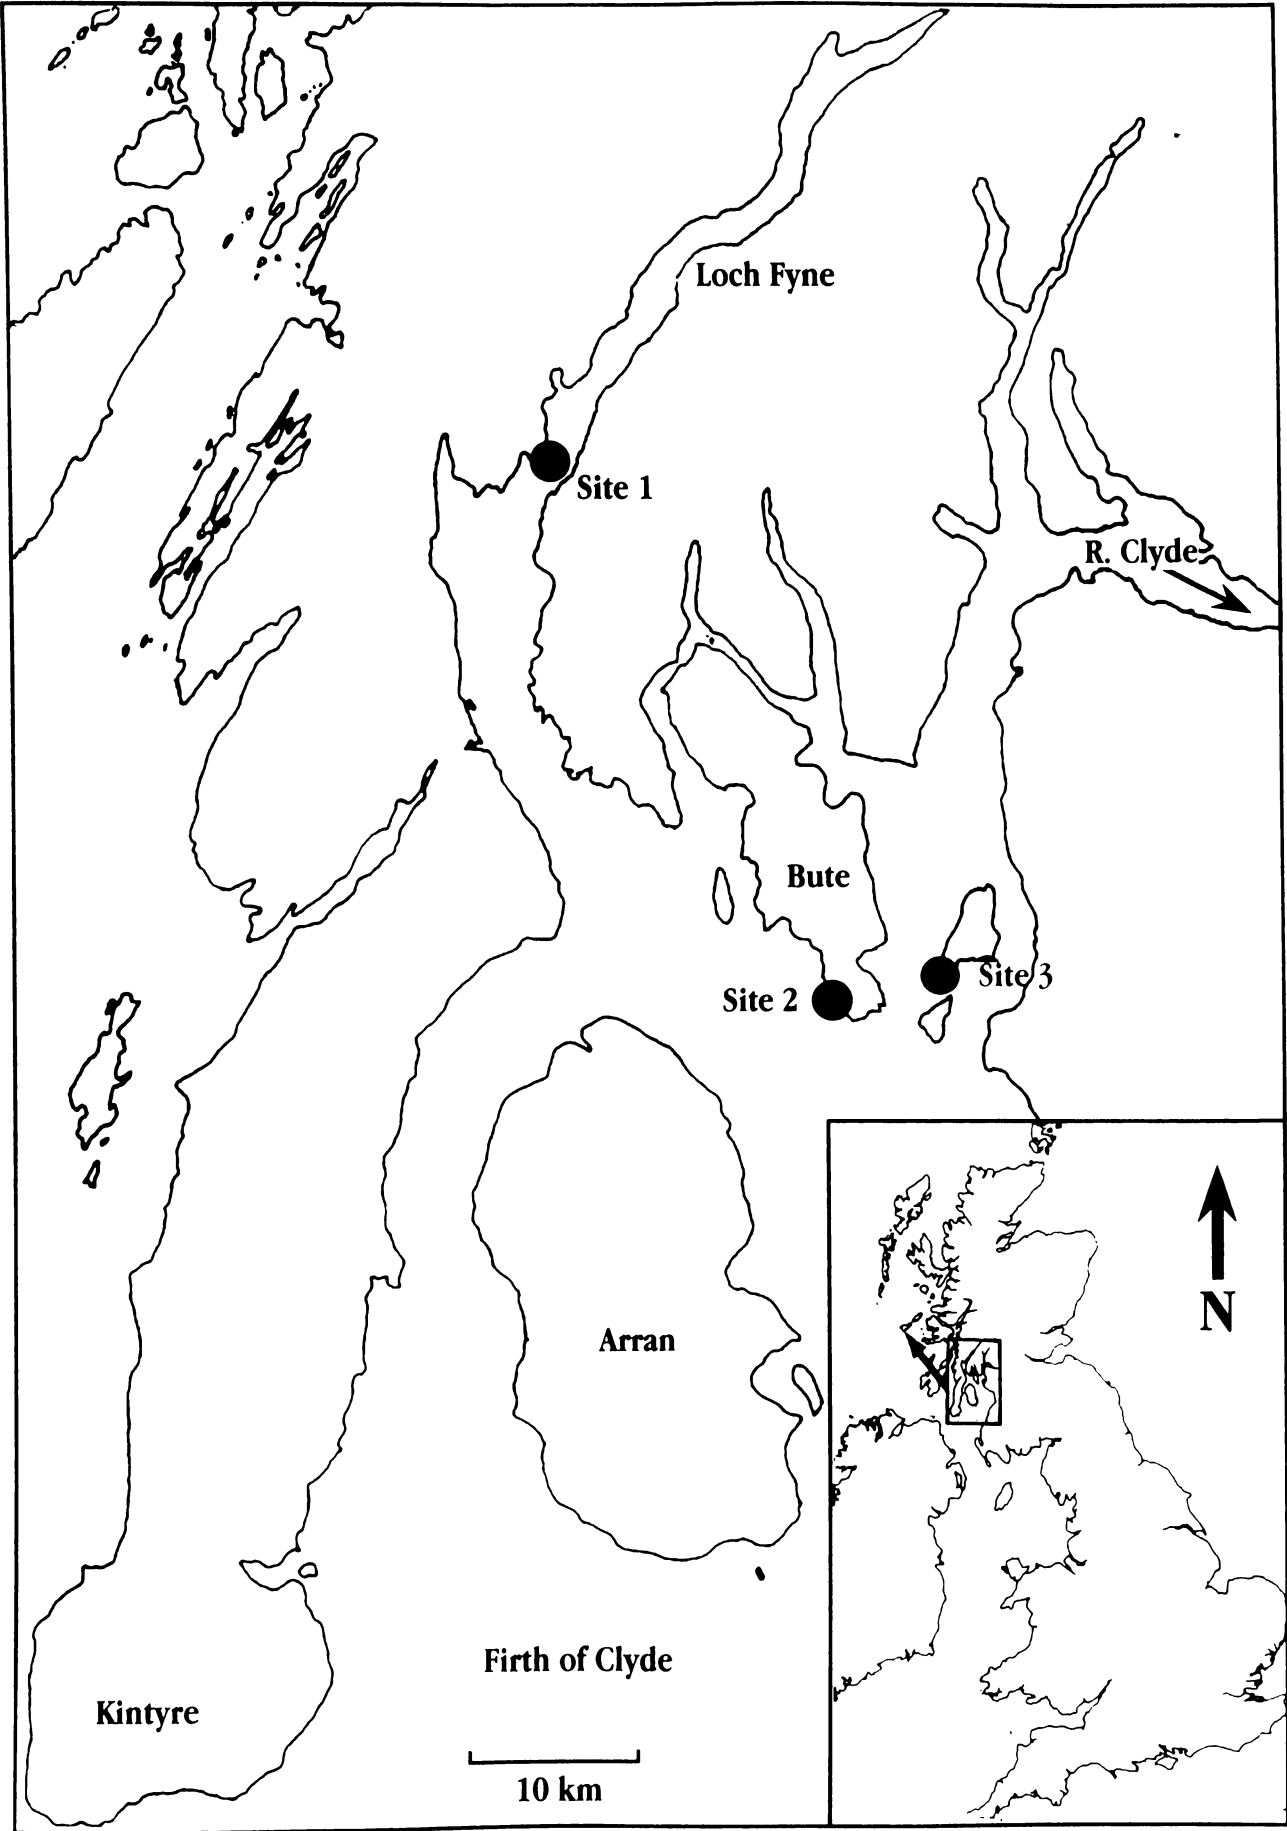 Loch Fyne
Site 1
R. Clyde
Bute
Site 3
Site 2
N
Arran
Firth of Clyde
Kintyre
10 km